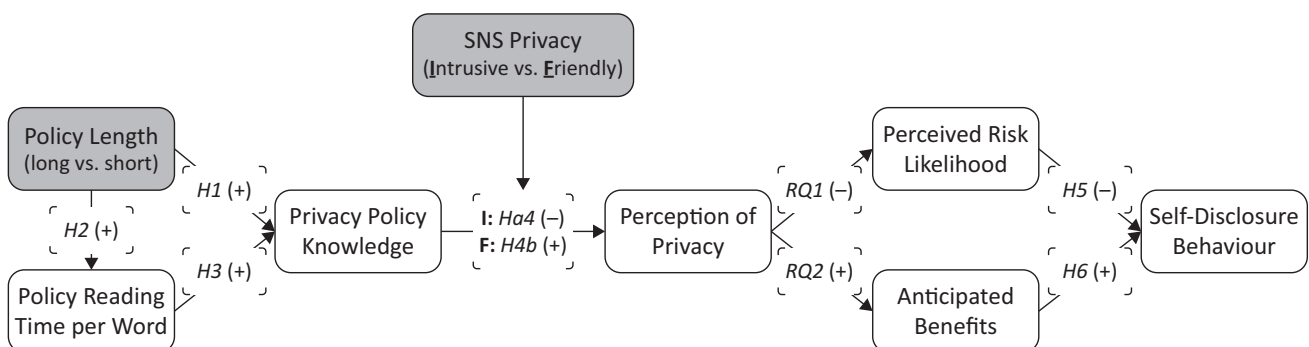 SNS Privacy
(Intrusive vs. Friendly)
Policy Length
(long vs. short)
H1 (+)
H2 (+)
Privacy Policy
Knowledge
H3 (+)
Policy Reading
Time per Word
I: Ha4 (–)
F: H4b (+)
Perception of
Privacy
RQ1 (–)
RQ2 (+)
Perceived Risk
Likelihood
Anticipated
Benefits
H5 (–)
H6 (+)
Self-Disclosure
Behaviour